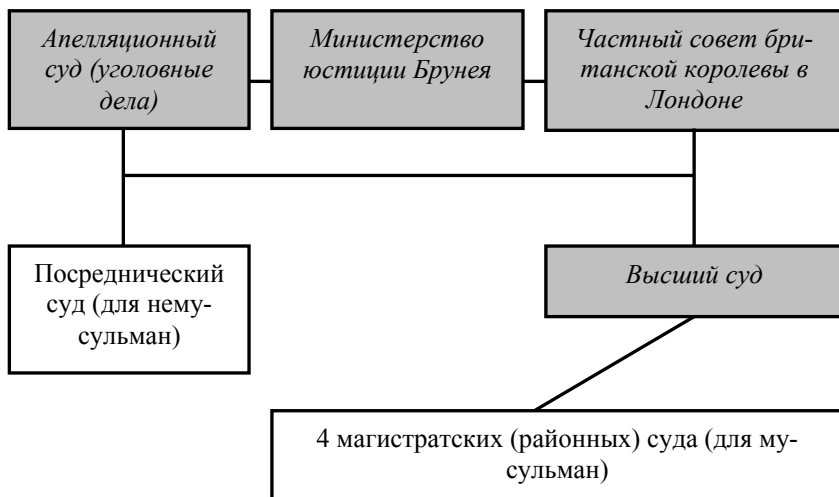 Апелляционный
суд (уголовные
дела)
Министерство
юстиции Брунея
Частный совет бри-
танской королевы в
Лондоне
Посреднический
суд (для нему-
сульман)
Высший суд
4 магистратских (районных) суда (для му-
сульман)